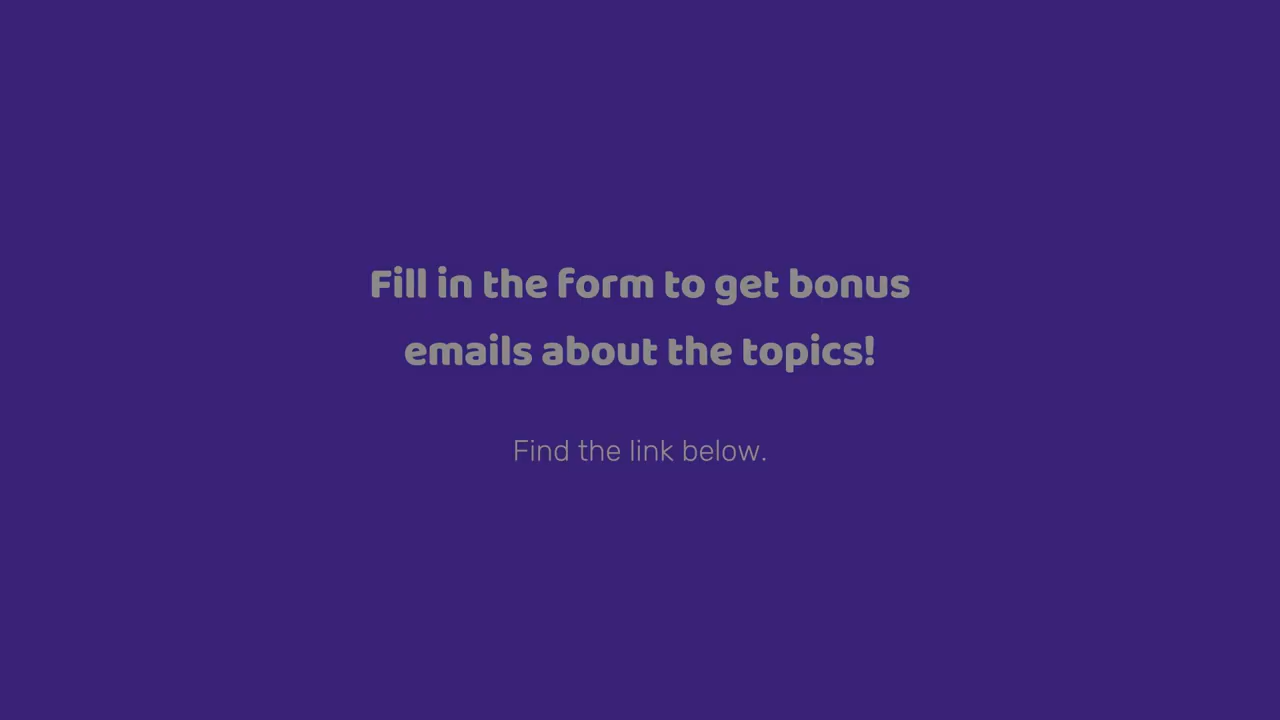 Fill in the form to get bonus
emails about the topics!
Find the link below.